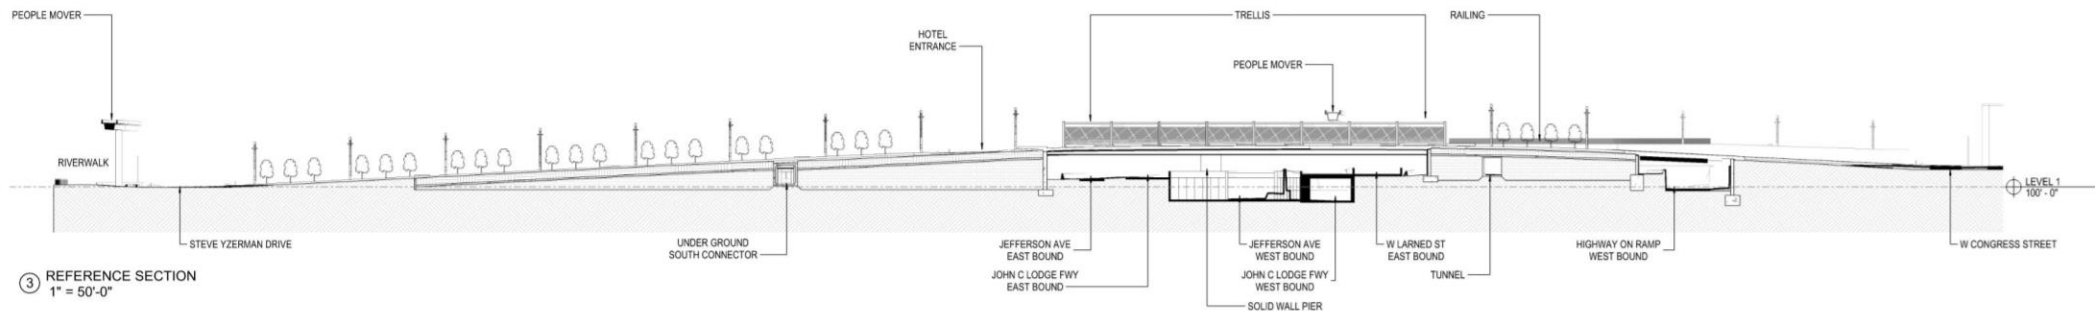 PEOPLE MOVER
TRELLIS
RAILING
HOTEL
ENTRANCE
PEOPLE MOVER
RIVERWALK
LEVEL 1
100' - 0"
STEVE YZERMAN DRIVE
UNDER GROUND
SOUTH CONNECTOR
JEFFERSON AVE
EAST BOUND
JEFFERSON AVE
WEST BOUND
W LARNED ST
EAST BOUND
HIGHWAY ON RAMP
WEST BOUND
W CONGRESS STREET
JOHN C LODGE FWY
EAST BOUND
JOHN C LODGE FWY
WEST BOUND
TUNNEL
SOLID WALL PIER
3 REFERENCE SECTION
1" = 50'-0"